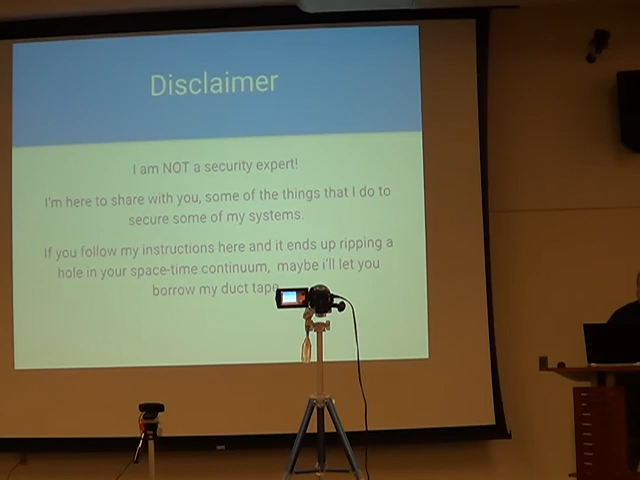 Disclaimer
I am NOT a security expert!
I'm here to share with you, some of the things that I do to
secure some of my systems.
If you follow my instructions here and it ends up ripping a
hole in your space-time continuum, maybe i'll let you
borrow my duct tape